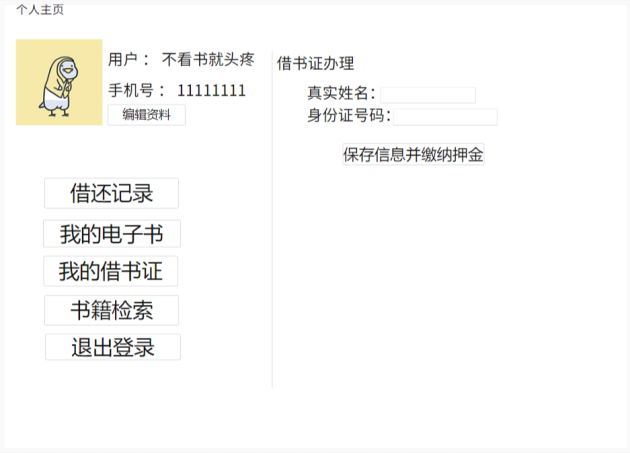 个人主页
用户： 不看书就头疼
手机号： 11111111
编辑资料
借还记录
我的电子书
我的借书证
书籍检索
退出登录
借书证办理
真实姓名：
身份证号码：
保存信息并缴纳押金